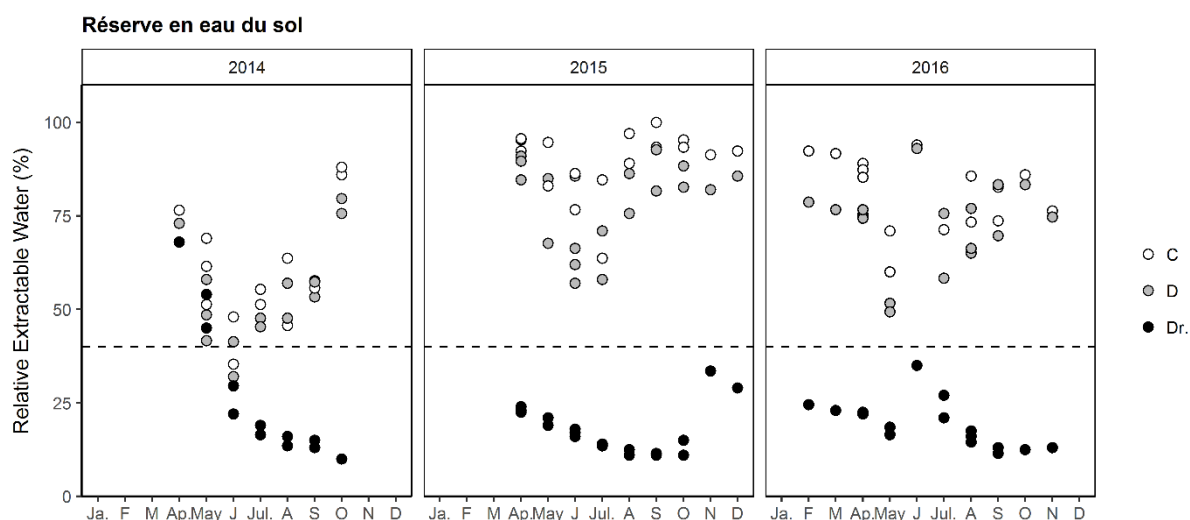 Réserve en eau du sol
2014 2015 2016
Relative Extractable Water (%)
100
75
50
25
0
C
D
Dr.
Ja. F M Ap. May J Jul. A S O N D Ja. F M Ap. May J Jul. A S O N D Ja. F M Ap. May J Jul. A S O N D